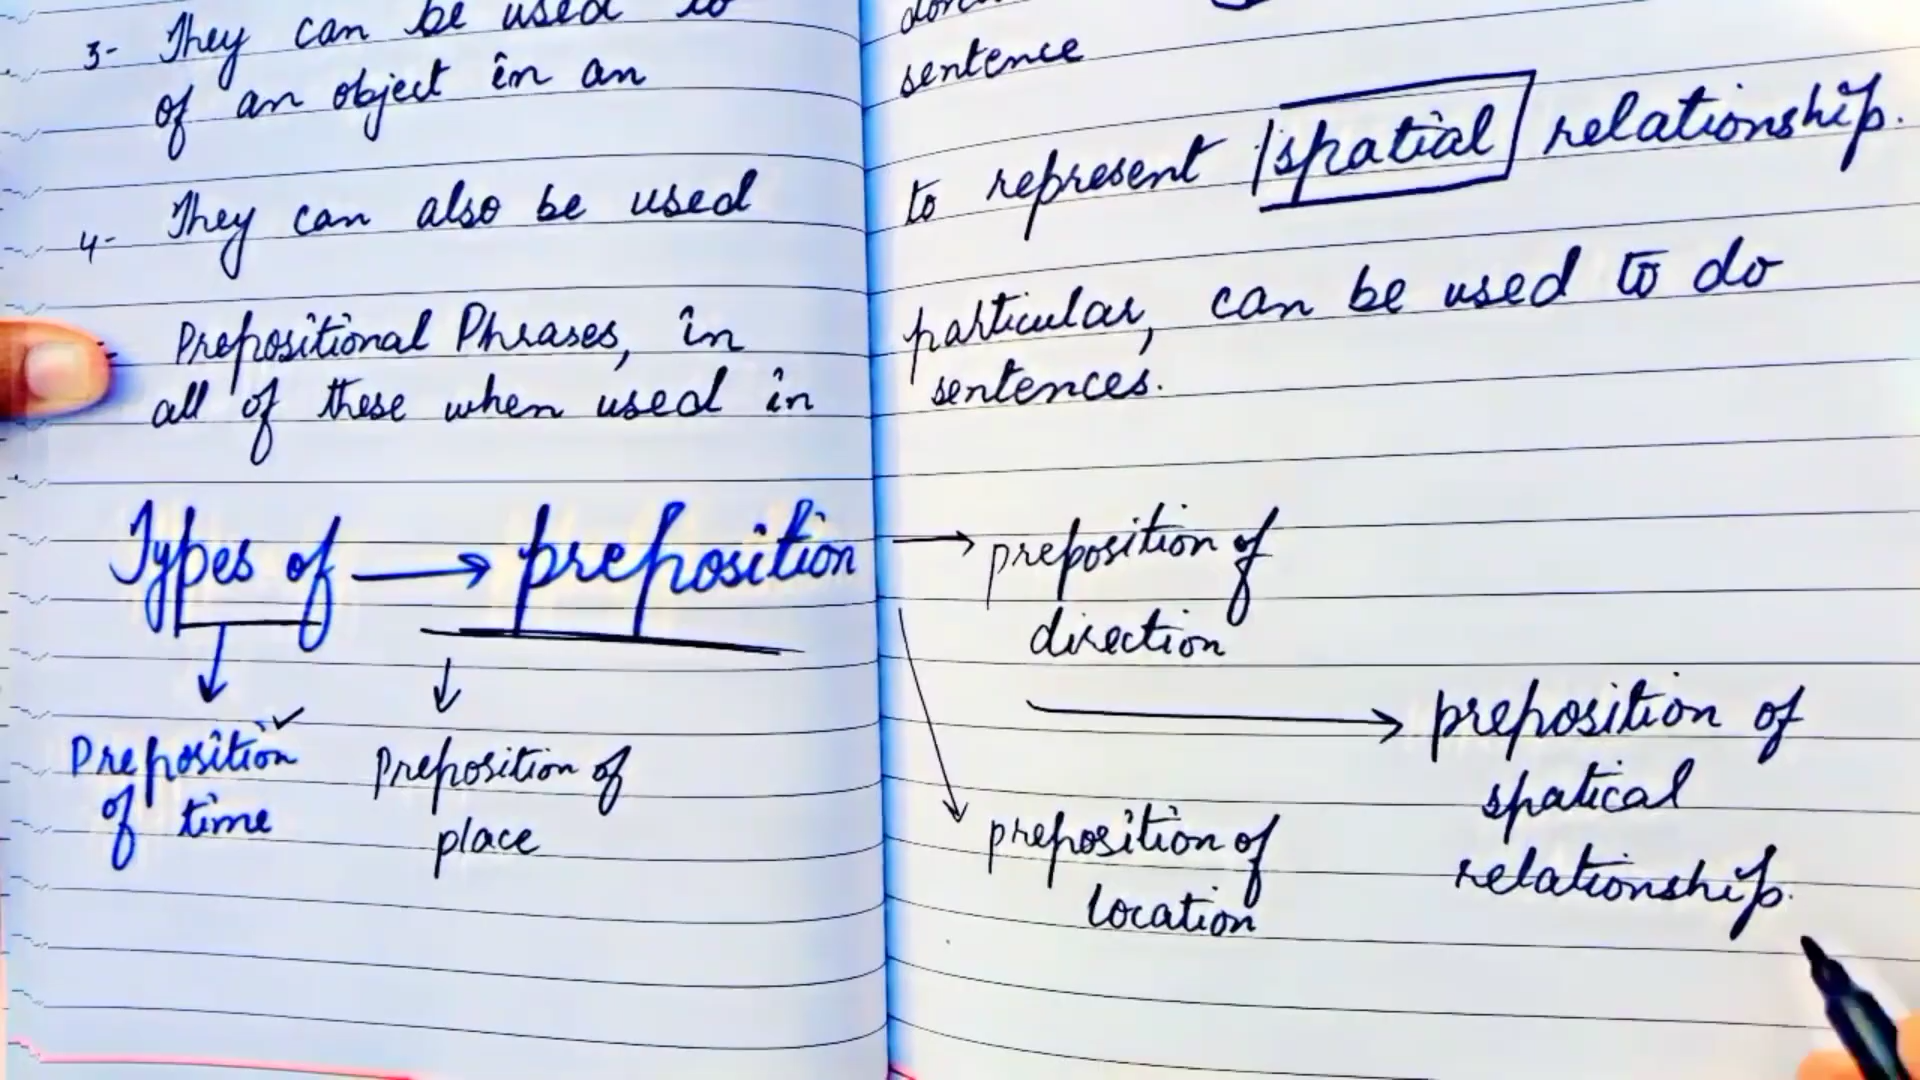 3- They can be used to
of an object in an
sentence
4- They can also be used to represent spatial relationship.
Prepositional Phrases, in particular, can be used to do
all of these when used in sentences.
Types of → preposition
→ preposition of
direction
→ preposition of
spatical
relationship.
Preposition
of time
Preposition of
place
preposition of
location